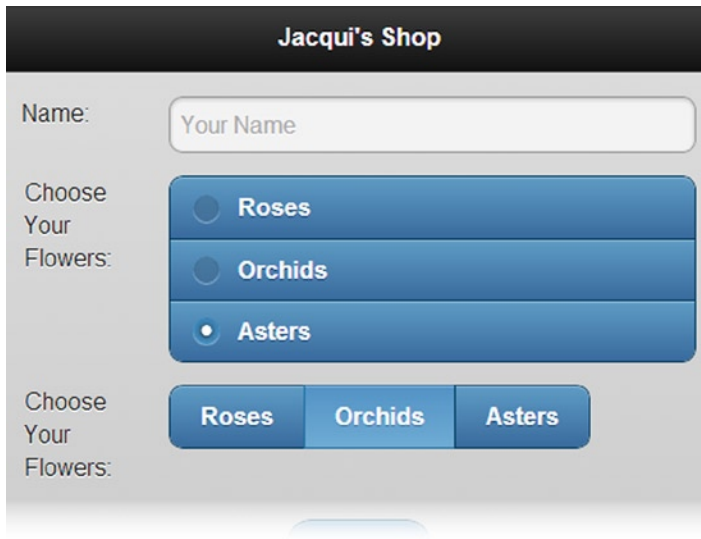 Jacqui's Shop
Name:
Your Name
Choose
Your
Flowers:
Roses
Orchids
Asters
Choose
Your
Flowers:
Roses Orchids Asters